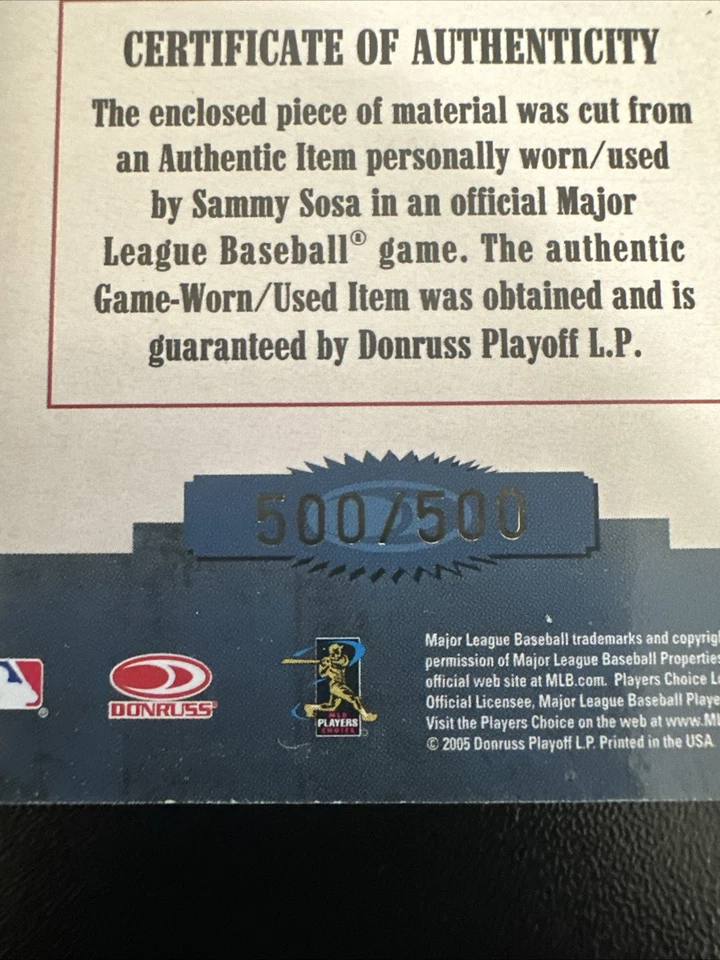 CERTIFICATE OF AUTHENTICITY
The enclosed piece of material was cut from
an Authentic Item personally worn/used
by Sammy Sosa in an official Major
League Baseball® game. The authentic
Game-Worn/Used Item was obtained and is
guaranteed by Donruss Playoff L.P.
500/500
Major League Baseball trademarks and
permission of Major League Baseball Properties
official web site at MLB.com. Players Choice
Official Licensee, Major League Baseball
Visit the Players Choice on the web at
© 2005 Donruss Playoff L.P. Printed in the USA
DONRUSS®
MLB
PLAYERS
CHOICE